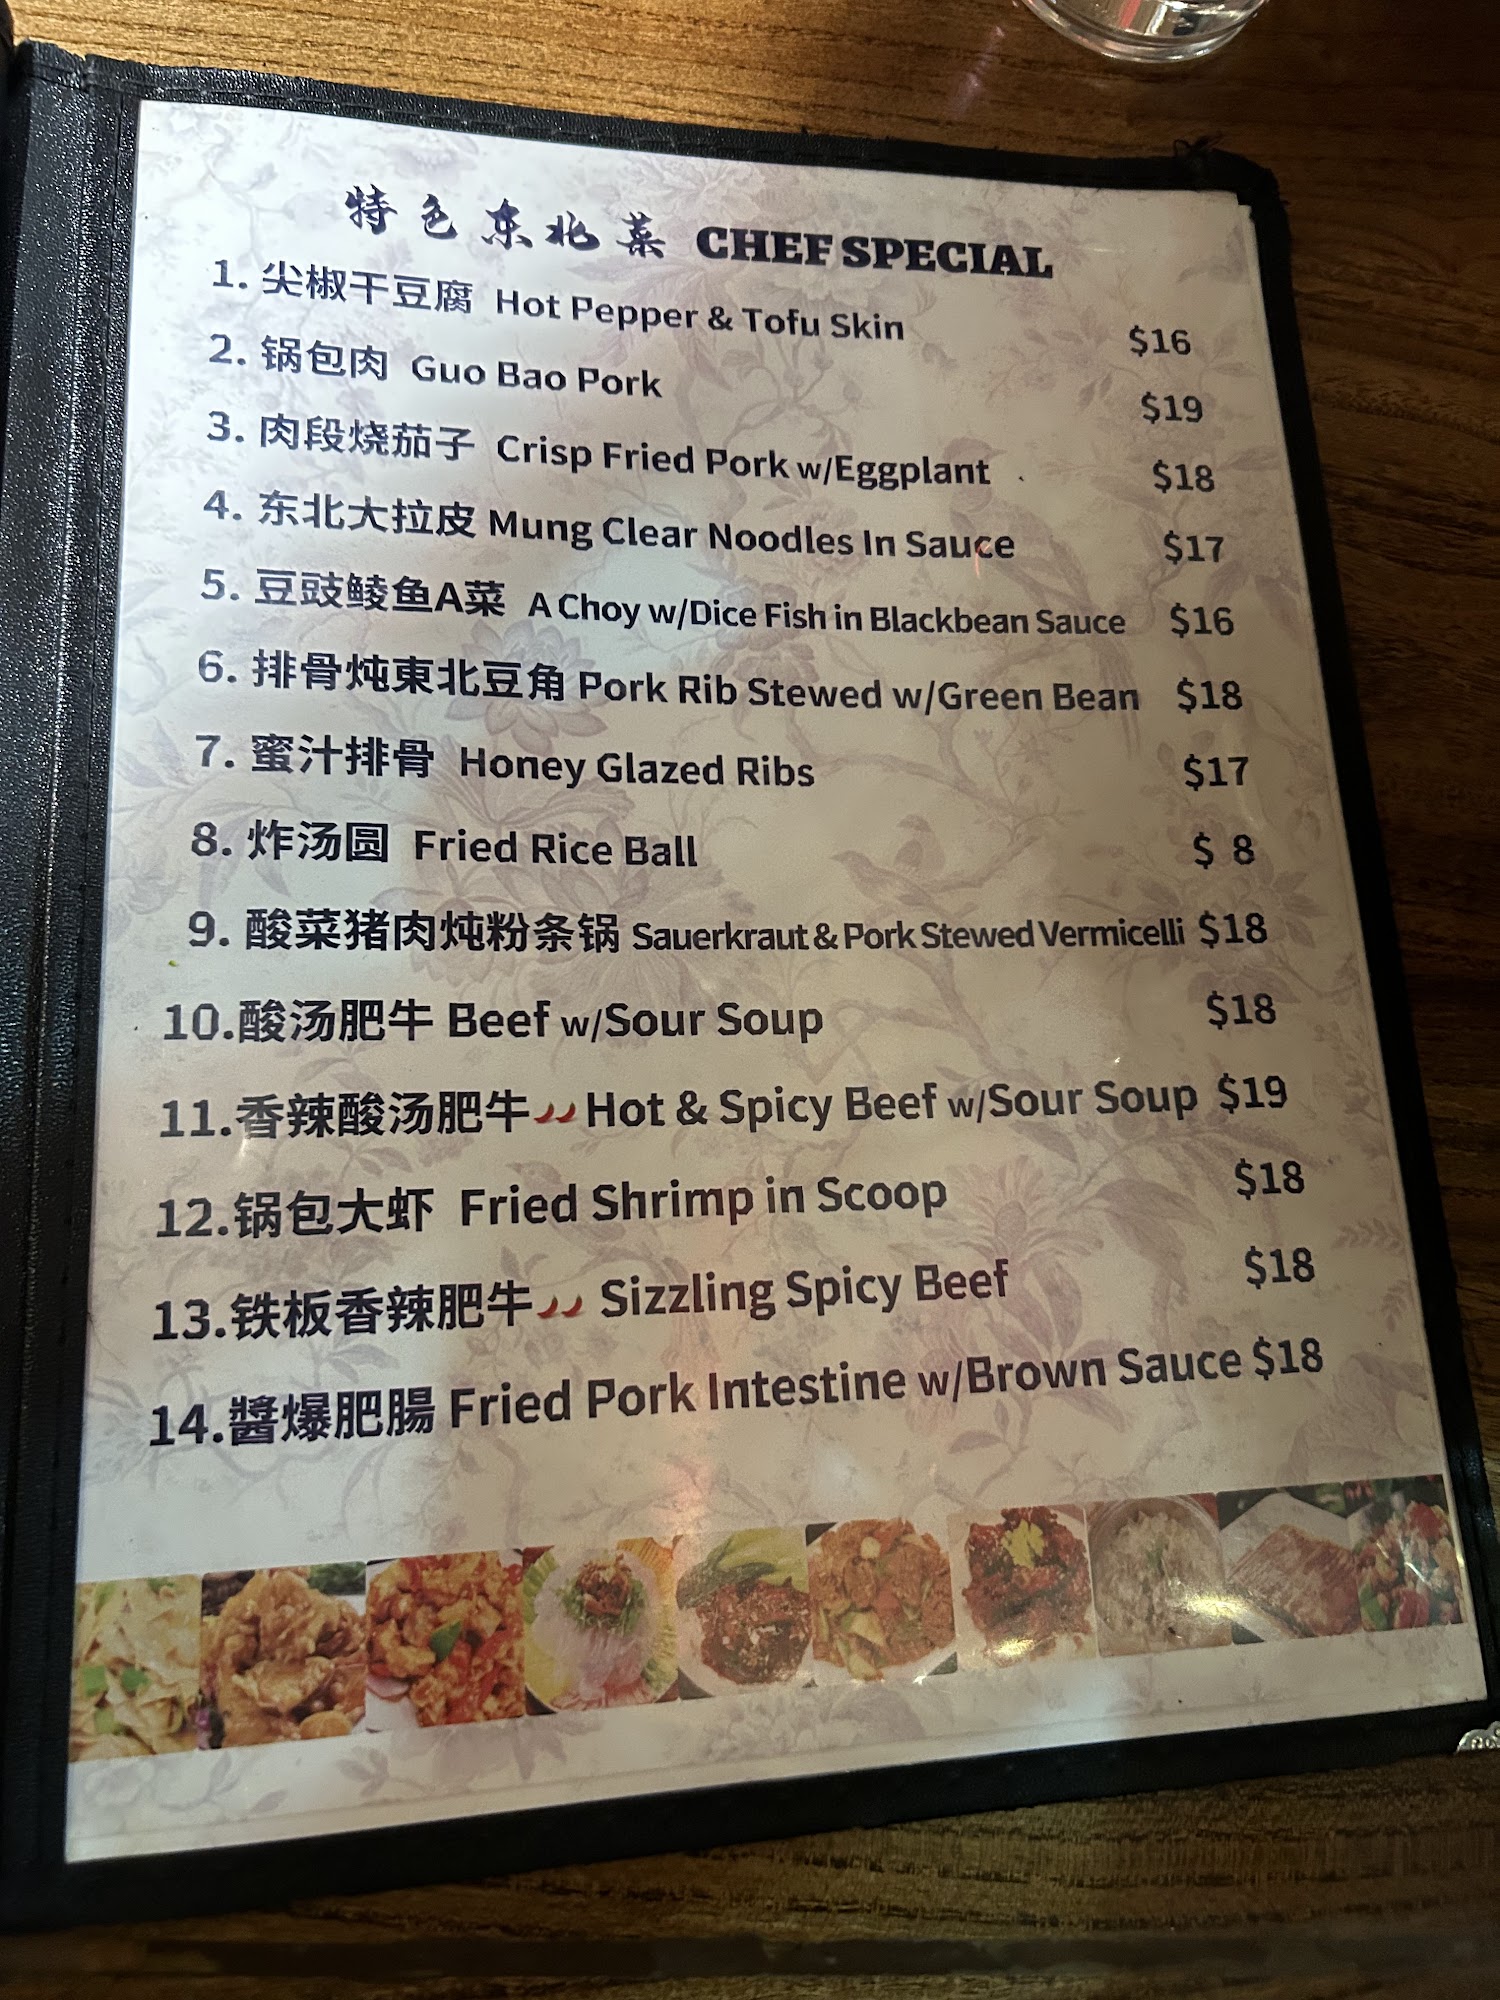 特色东北菜 CHEF SPECIAL
1. 尖椒干豆腐 Hot Pepper & Tofu Skin $16
2. 锅包肉 Guo Bao Pork $19
3. 肉段烧茄子 Crisp Fried Pork w/Eggplant $18
4. 东北大拉皮 Mung Clear Noodles In Sauce $17
5. 豆豉鲮鱼A菜 A Choy w/Dice Fish in Blackbean Sauce $16
6. 排骨炖東北豆角 Pork Rib Stewed w/Green Bean $18
7. 蜜汁排骨 Honey Glazed Ribs $17
8. 炸汤圆 Fried Rice Ball $ 8
9. 酸菜猪肉炖粉条锅 Sauerkraut & Pork Stewed Vermicelli $18
10.酸汤肥牛 Beef w/Sour Soup $18
11.香辣酸汤肥牛 Hot & Spicy Beef w/Sour Soup $19
12.锅包大虾 Fried Shrimp in Scoop $18
13.铁板香辣肥牛 Sizzling Spicy Beef $18
14.醬爆肥腸 Fried Pork Intestine w/Brown Sauce $18